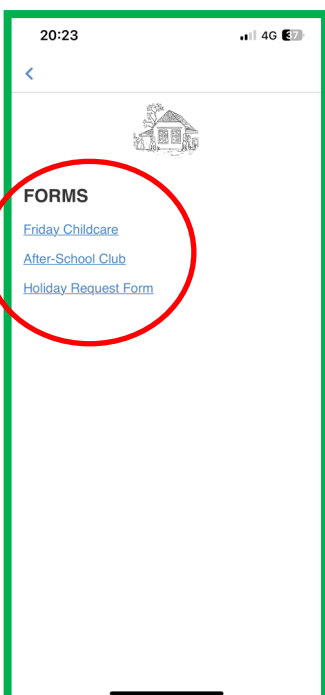 20:23 4G 37
<
FORMS
Friday Childcare
After-School Club
Holiday Request Form